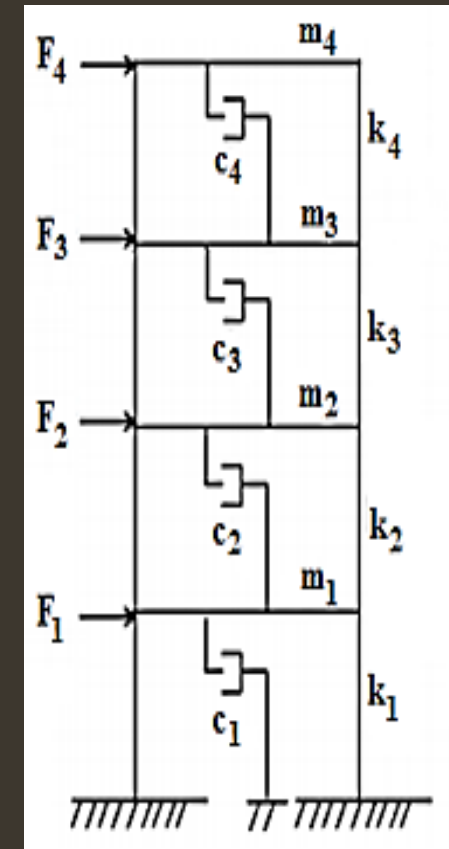 m₄
F₄
k₄
c₄
m₃
F₃
k₃
c₃
m₂
F₂
k₂
c₂
m₁
F₁
k₁
c₁